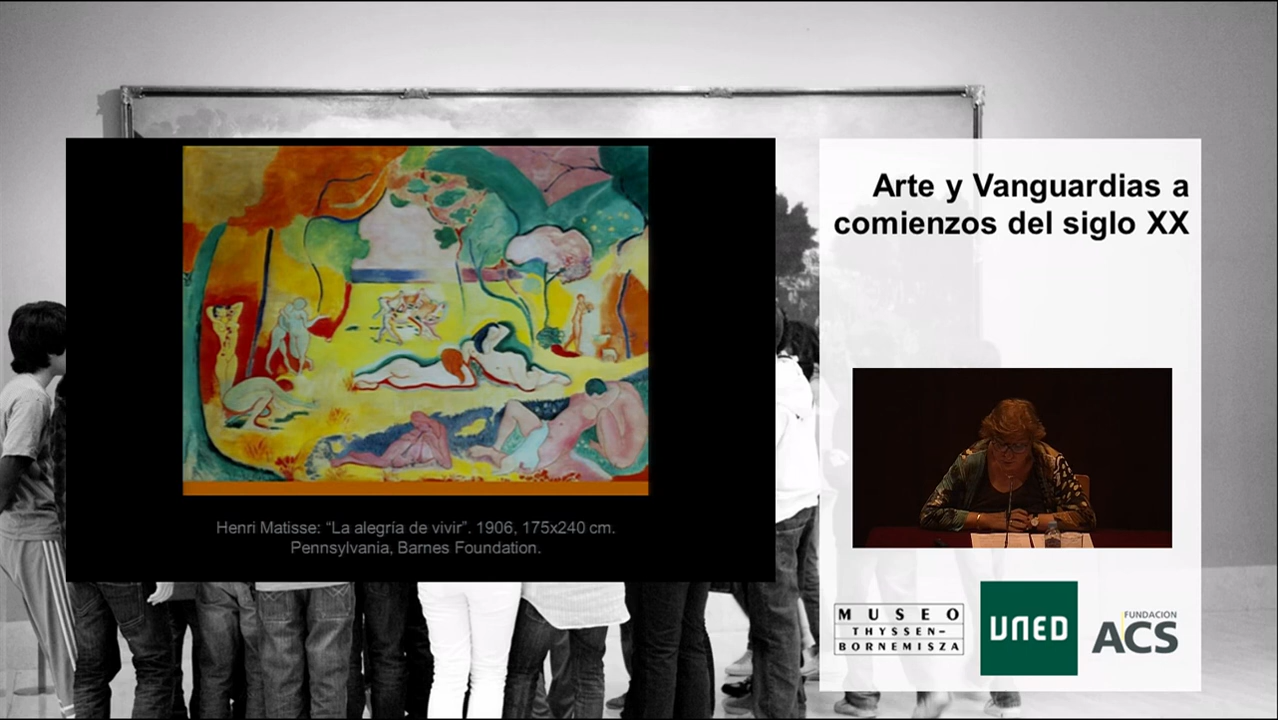 Arte y Vanguardias a
comienzos del siglo XX
Henri Matisse: “La alegría de vivir”. 1906, 175x240 cm.
Pennsylvania, Barnes Foundation.
MUSEO
THYSSEN-
BORNEMISZA
UNED
FUNDACIÓN
ACS